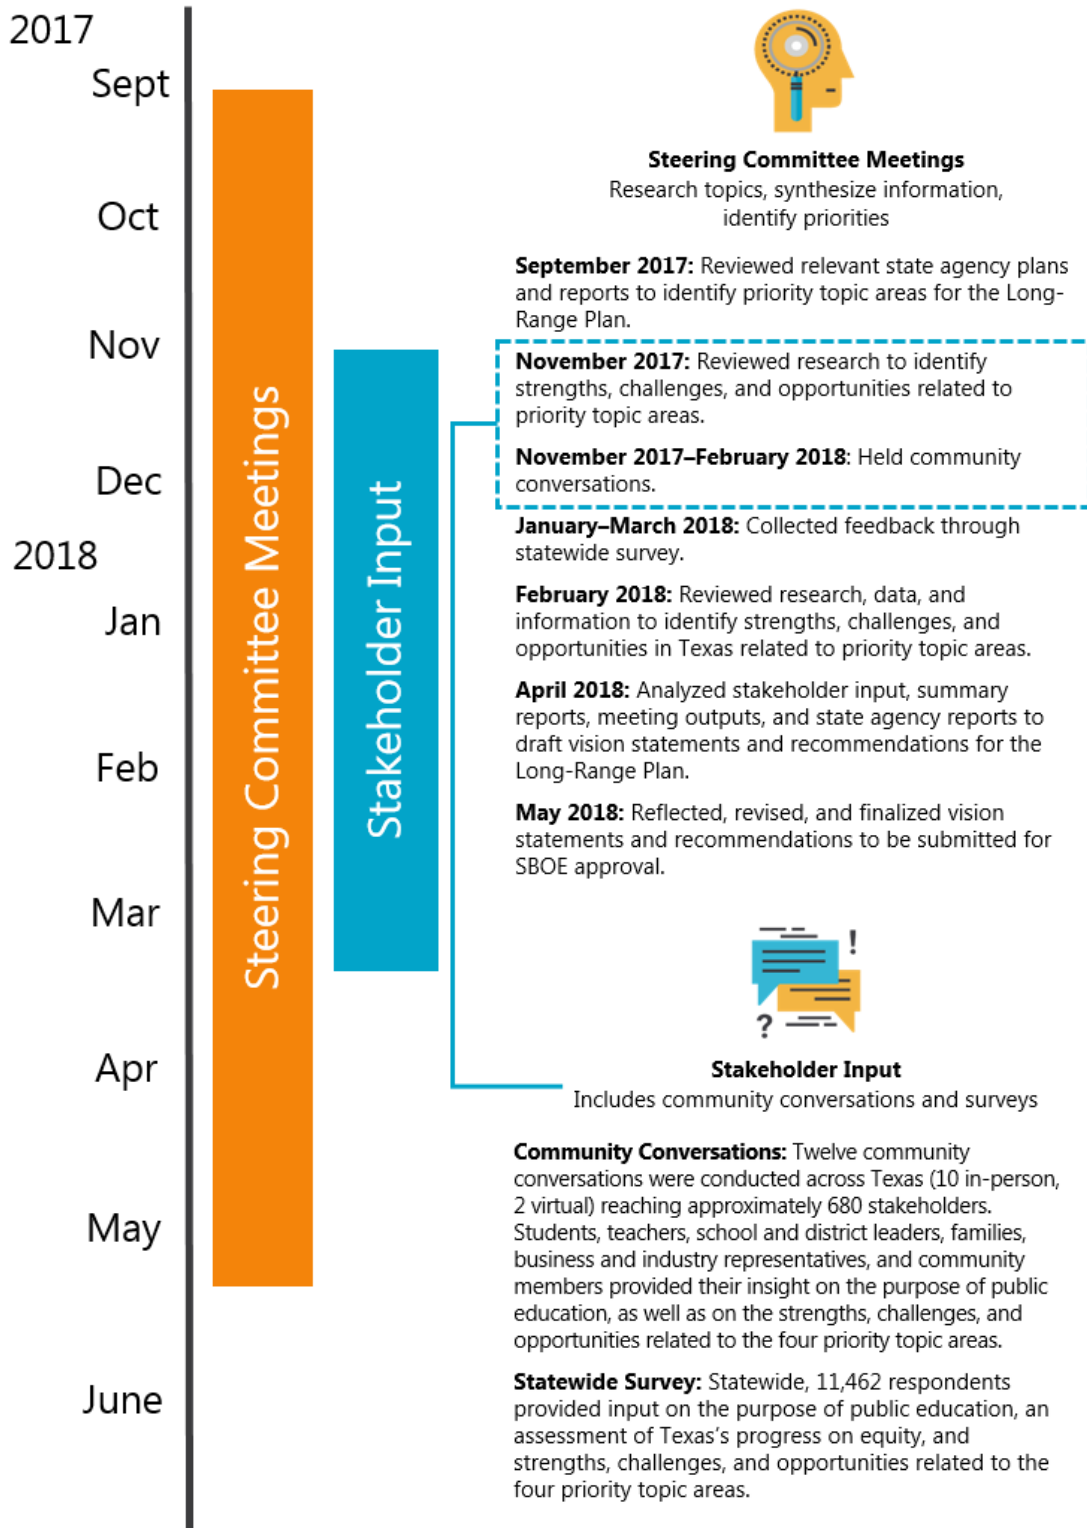 2017
Sept
Oct
Nov
Dec
2018
Jan
Feb
Mar
Apr
May
June
Steering Committee Meetings
Stakeholder Input
Steering Committee Meetings
Research topics, synthesize information,
identify priorities
September 2017: Reviewed relevant state agency plans
and reports to identify priority topic areas for the Long-
Range Plan.
November 2017: Reviewed research to identify
strengths, challenges, and opportunities related to
priority topic areas.
November 2017–February 2018: Held community
conversations.
January–March 2018: Collected feedback through
statewide survey.
February 2018: Reviewed research, data, and
information to identify strengths, challenges, and
opportunities in Texas related to priority topic areas.
April 2018: Analyzed stakeholder input, summary
reports, meeting outputs, and state agency reports to
draft vision statements and recommendations for the
Long-Range Plan.
May 2018: Reflected, revised, and finalized vision
statements and recommendations to be submitted for
SBOE approval.
!
?
Stakeholder Input
Includes community conversations and surveys
Community Conversations: Twelve community
conversations were conducted across Texas (10 in-person,
2 virtual) reaching approximately 680 stakeholders.
Students, teachers, school and district leaders, families,
business and industry representatives, and community
members provided their insight on the purpose of public
education, as well as on the strengths, challenges, and
opportunities related to the four priority topic areas.
Statewide Survey: Statewide, 11,462 respondents
provided input on the purpose of public education, an
assessment of Texas’s progress on equity, and
strengths, challenges, and opportunities related to the
four priority topic areas.